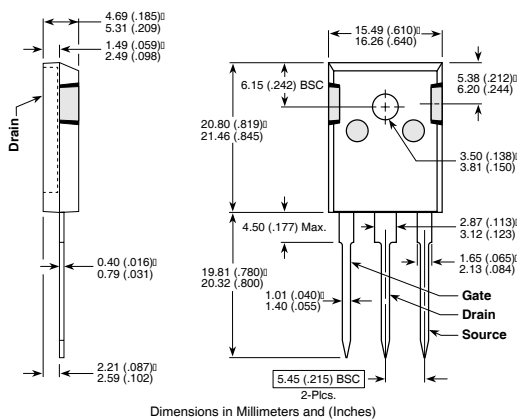 4.69 (.185)▯
5.31 (.209)
1.49 (.059)▯
2.49 (.098)
15.49 (.610)▯
16.26 (.640)
6.15 (.242) BSC
5.38 (.212)▯
6.20 (.244)
Drain
20.80 (.819)▯
21.46 (.845)
3.50 (.138)▯
3.81 (.150)
4.50 (.177) Max.
2.87 (.113)▯
3.12 (.123)
0.40 (.016)▯
0.79 (.031)
19.81 (.780)▯
20.32 (.800)
1.65 (.065)▯
2.13 (.084)
1.01 (.040)▯
1.40 (.055)
Gate
Drain
Source
2.21 (.087)▯
2.59 (.102)
5.45 (.215) BSC
2-Plcs.
Dimensions in Millimeters and (Inches)